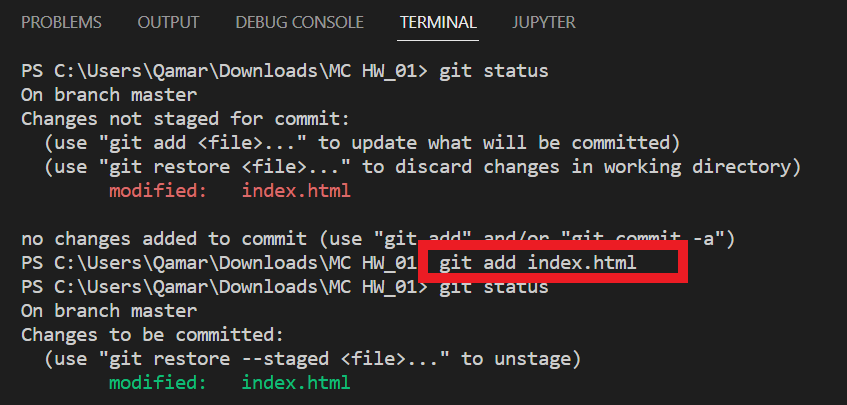 PROBLEMS OUTPUT DEBUG CONSOLE TERMINAL JUPYTER
PS C:\Users\Qamar\Downloads\MC HW_01> git status
On branch master
Changes not staged for commit:
  (use "git add <file>..." to update what will be committed)
  (use "git restore <file>..." to discard changes in working directory)
        modified:   index.html
no changes added to commit (use "git add" and/or "git commit -a")
PS C:\Users\Qamar\Downloads\MC HW_01 git add index.html
PS C:\Users\Qamar\Downloads\MC HW_01> git status
On branch master
Changes to be committed:
  (use "git restore --staged <file>..." to unstage)
        modified:   index.html